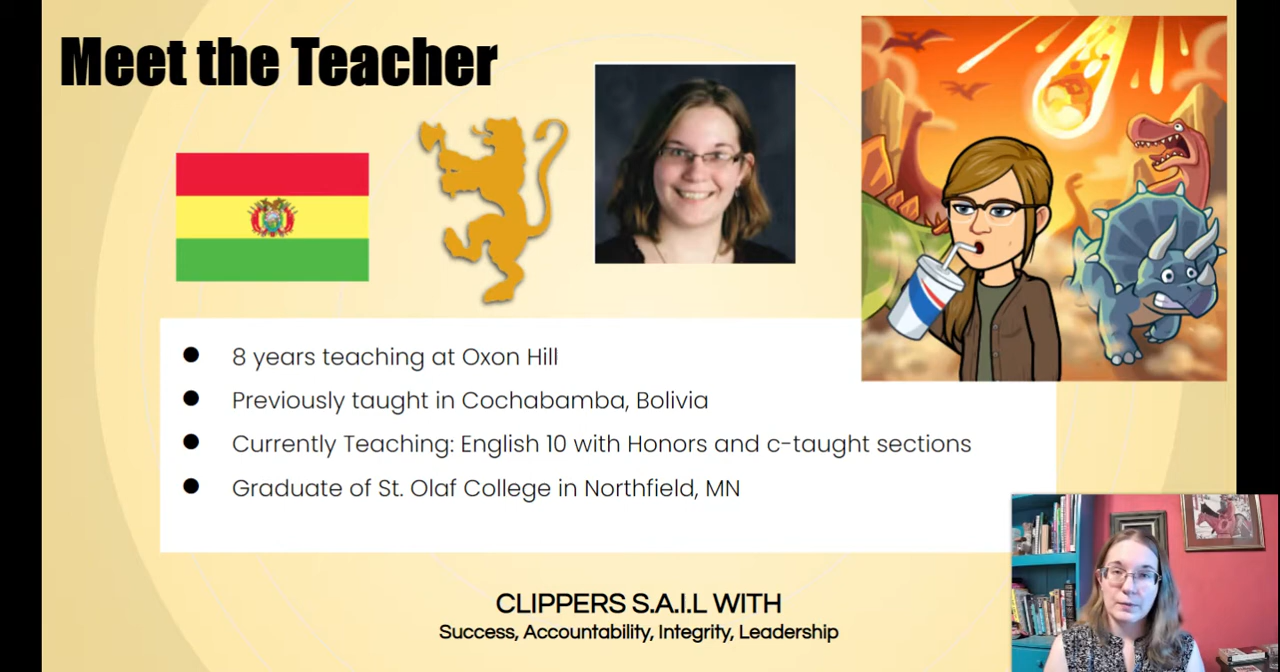 Meet the Teacher
● 8 years teaching at Oxon Hill
● Previously taught in Cochabamba, Bolivia
● Currently Teaching: English 10 with Honors and c-taught sections
● Graduate of St. Olaf College in Northfield, MN
CLIPPERS S.A.I.L WITH
Success, Accountability, Integrity, Leadership